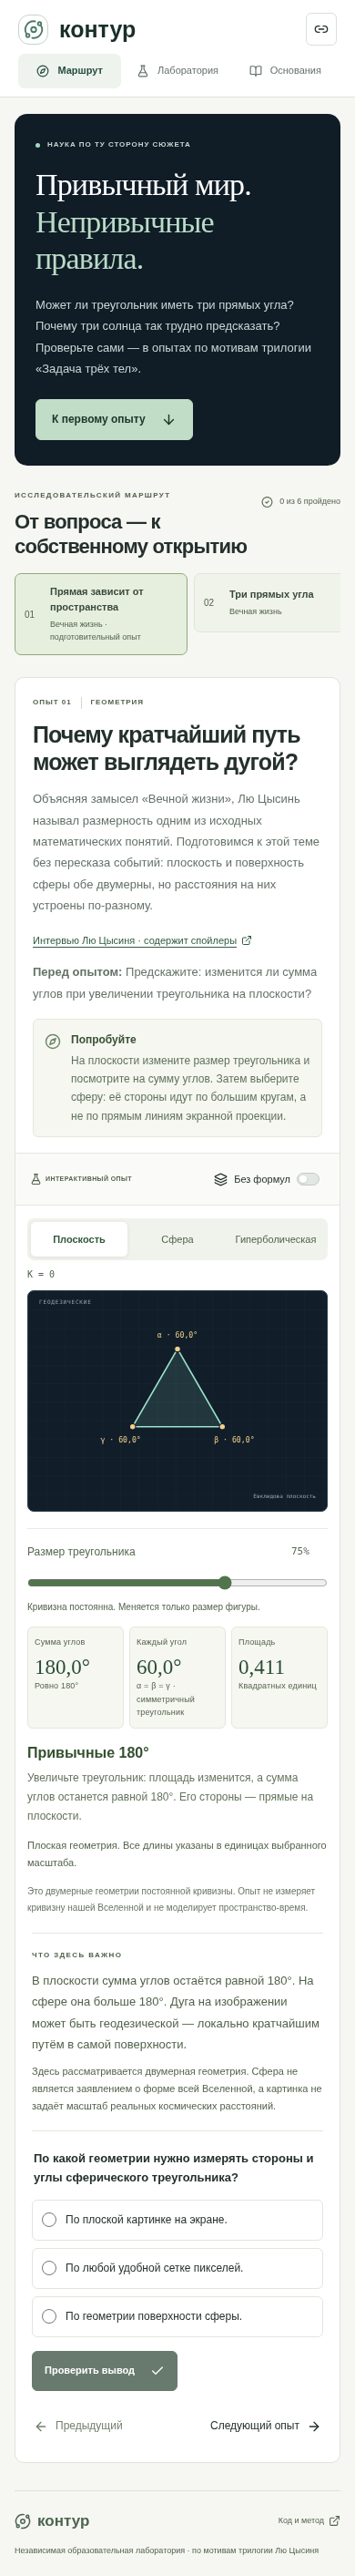 контур
Маршрут
Лаборатория
Основания
НАУКА ПО ТУ СТОРОНУ СЮЖЕТА
Привычный мир.
Непривычные
правила.
Может ли треугольник иметь три прямых угла?
Почему три солнца так трудно предсказать?
Проверьте сами — в опытах по мотивам трилогии
«Задача трёх тел».
К первому опыту
ИССЛЕДОВАТЕЛЬСКИЙ МАРШРУТ
0 из 6 пройдено
От вопроса — к
собственному открытию
01
Прямая зависит от
пространства
Вечная жизнь ·
подготовительный опыт
02
Три прямых угла
Вечная жизнь
ОПЫТ 01
ГЕОМЕТРИЯ
Почему кратчайший путь
может выглядеть дугой?
Объясняя замысел «Вечной жизни», Лю Цысинь
называл размерность одним из исходных
математических понятий. Подготовимся к этой теме
без пересказа событий: плоскость и поверхность
сферы обе двумерны, но расстояния на них
устроены по-разному.
Интервью Лю Цысиня · содержит спойлеры
Перед опытом: Предскажите: изменится ли сумма
углов при увеличении треугольника на плоскости?
Попробуйте
На плоскости измените размер треугольника и
посмотрите на сумму углов. Затем выберите
сферу: её стороны идут по большим кругам, а
не по прямым линиям экранной проекции.
ИНТЕРАКТИВНЫЙ ОПЫТ
Без формул
Плоскость
Сфера
Гиперболическая
K = 0
ГЕОДЕЗИЧЕСКИЕ
α · 60,0°
γ · 60,0°
β · 60,0°
Евклидова плоскость
Размер треугольника
75%
Кривизна постоянна. Меняется только размер фигуры.
Сумма углов
180,0°
Ровно 180°
Каждый угол
60,0°
α = β = γ ·
симметричный
треугольник
Площадь
0,411
Квадратных единиц
Привычные 180°
Увеличьте треугольник: площадь изменится, а сумма
углов останется равной 180°. Его стороны — прямые на
плоскости.
Плоская геометрия. Все длины указаны в единицах выбранного
масштаба.
Это двумерные геометрии постоянной кривизны. Опыт не измеряет
кривизну нашей Вселенной и не моделирует пространство-время.
ЧТО ЗДЕСЬ ВАЖНО
В плоскости сумма углов остаётся равной 180°. На
сфере она больше 180°. Дуга на изображении
может быть геодезической — локально кратчайшим
путём в самой поверхности.
Здесь рассматривается двумерная геометрия. Сфера не
является заявлением о форме всей Вселенной, а картинка не
задаёт масштаб реальных космических расстояний.
По какой геометрии нужно измерять стороны и
углы сферического треугольника?
По плоской картинке на экране.
По любой удобной сетке пикселей.
По геометрии поверхности сферы.
Проверить вывод
Предыдущий
Следующий опыт
контур
Код и метод
Независимая образовательная лаборатория · по мотивам трилогии Лю Цысиня